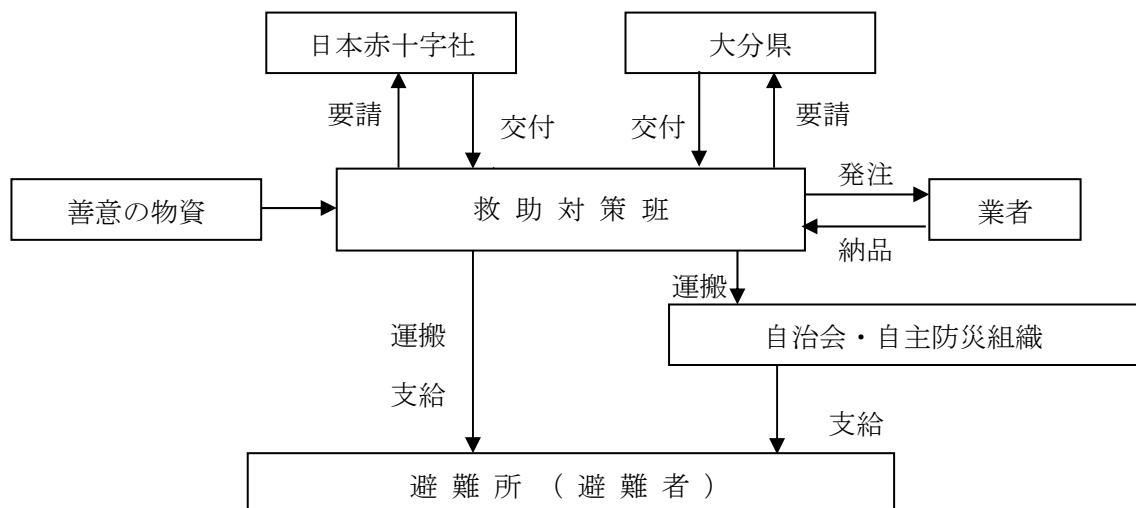 日本赤十字社
大分県
要請
交付
交付
要請
善意の物資
救助対策班
発注
業者
納品
運搬
運搬
自治会・自主防災組織
支給
支給
避難所（避難者）